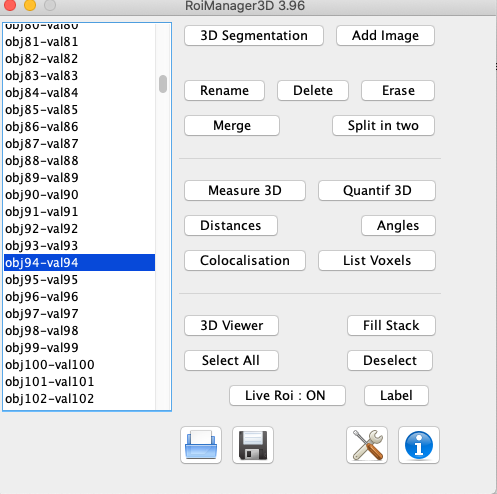 RoiManager3D 3.96
obj80-val80
obj81-val81
obj82-val82
obj83-val83
obj84-val84
obj85-val85
obj86-val86
obj87-val87
obj88-val88
obj89-val89
obj90-val90
obj91-val91
obj92-val92
obj93-val93
obj94-val94
obj95-val95
obj96-val96
obj97-val97
obj98-val98
obj99-val99
obj100-val100
obj101-val101
obj102-val102
3D Segmentation
Add Image
Rename
Delete
Erase
Merge
Split in two
Measure 3D
Quantif 3D
Distances
Angles
Colocalisation
List Voxels
3D Viewer
Fill Stack
Select All
Deselect
Live Roi : ON
Label